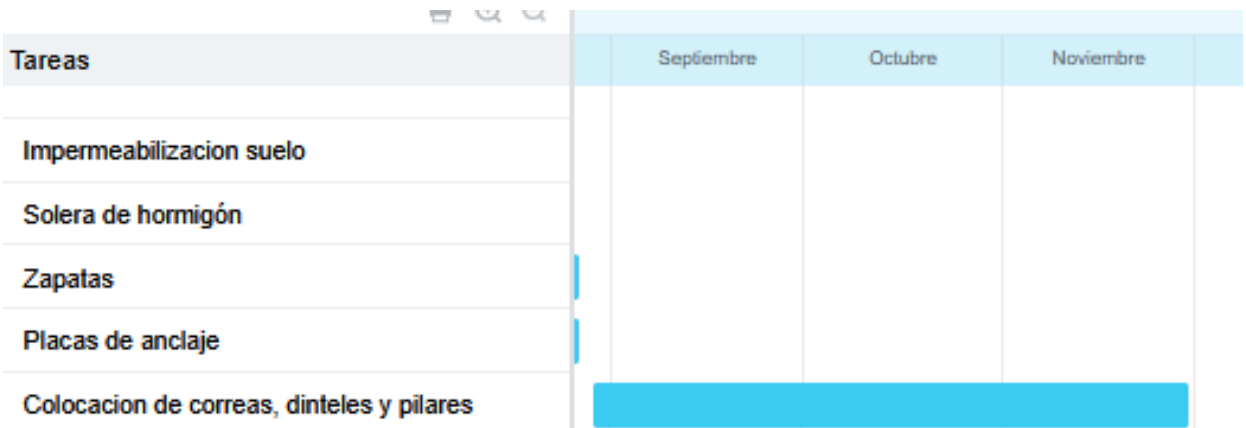 Tareas
Septiembre Octubre Noviembre
Impermeabilizacion suelo
Solera de hormigón
Zapatas
Placas de anclaje
Colocacion de correas, dinteles y pilares